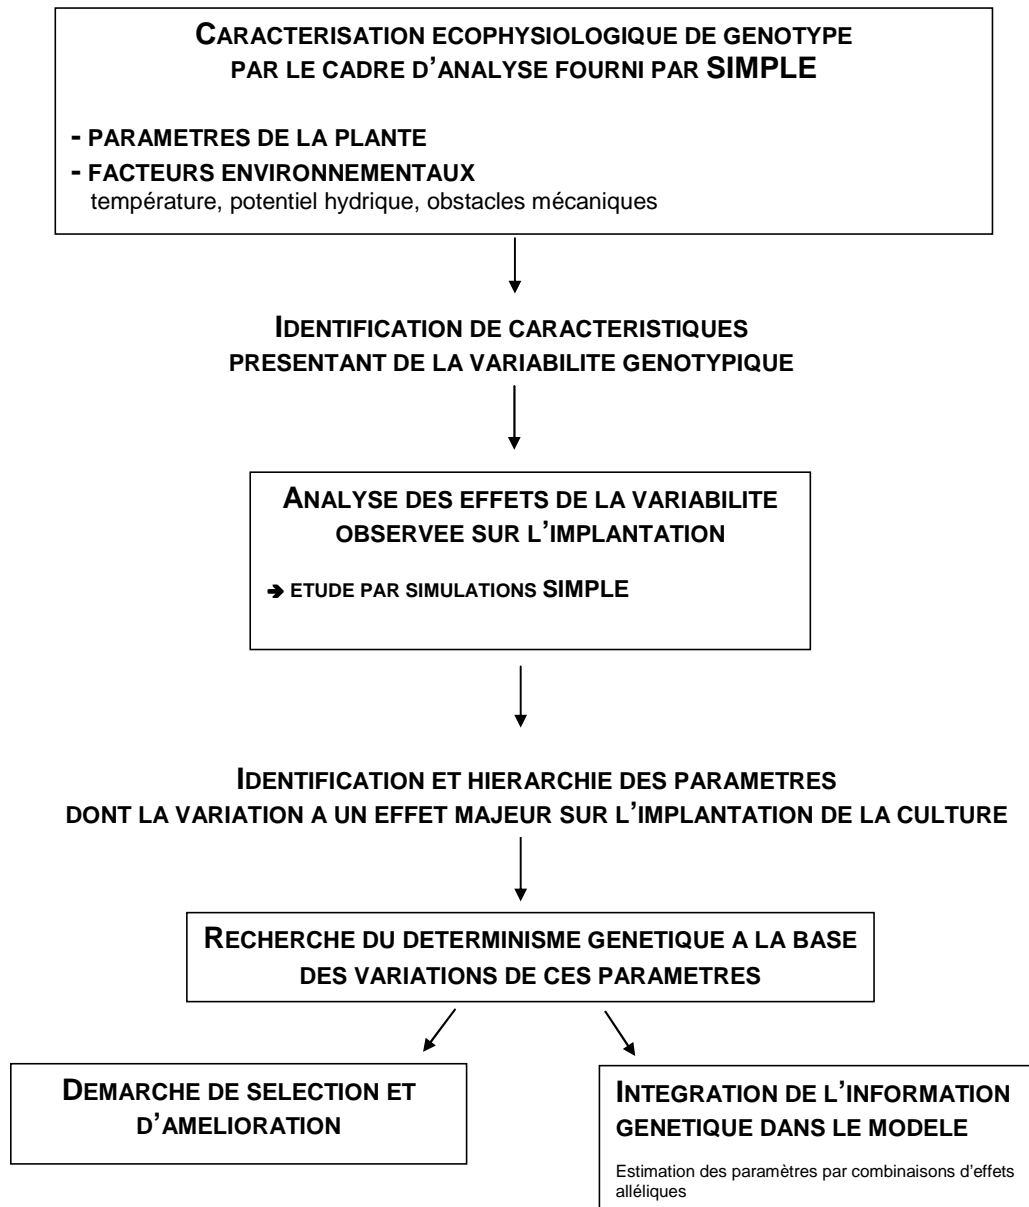 CARACTERISATION ECOPHYSIOLOGIQUE DE GENOTYPE
PAR LE CADRE D’ANALYSE FOURNI PAR SIMPLE
- PARAMETRES DE LA PLANTE
- FACTEURS ENVIRONNEMENTAUX
température, potentiel hydrique, obstacles mécaniques
IDENTIFICATION DE CARACTERISTIQUES
PRESENTANT DE LA VARIABILITE GENOTYPIQUE
ANALYSE DES EFFETS DE LA VARIABILITE
OBSERVEE SUR L’IMPLANTATION
➔ ETUDE PAR SIMULATIONS SIMPLE
IDENTIFICATION ET HIERARCHIE DES PARAMETRES
DONT LA VARIATION A UN EFFET MAJEUR SUR L’IMPLANTATION DE LA CULTURE
RECHERCHE DU DETERMINISME GENETIQUE A LA BASE
DES VARIATIONS DE CES PARAMETRES
DEMARCHE DE SELECTION ET
D’AMELIORATION
INTEGRATION DE L’INFORMATION
GENETIQUE DANS LE MODELE
Estimation des paramètres par combinaisons d’effets
alléliques